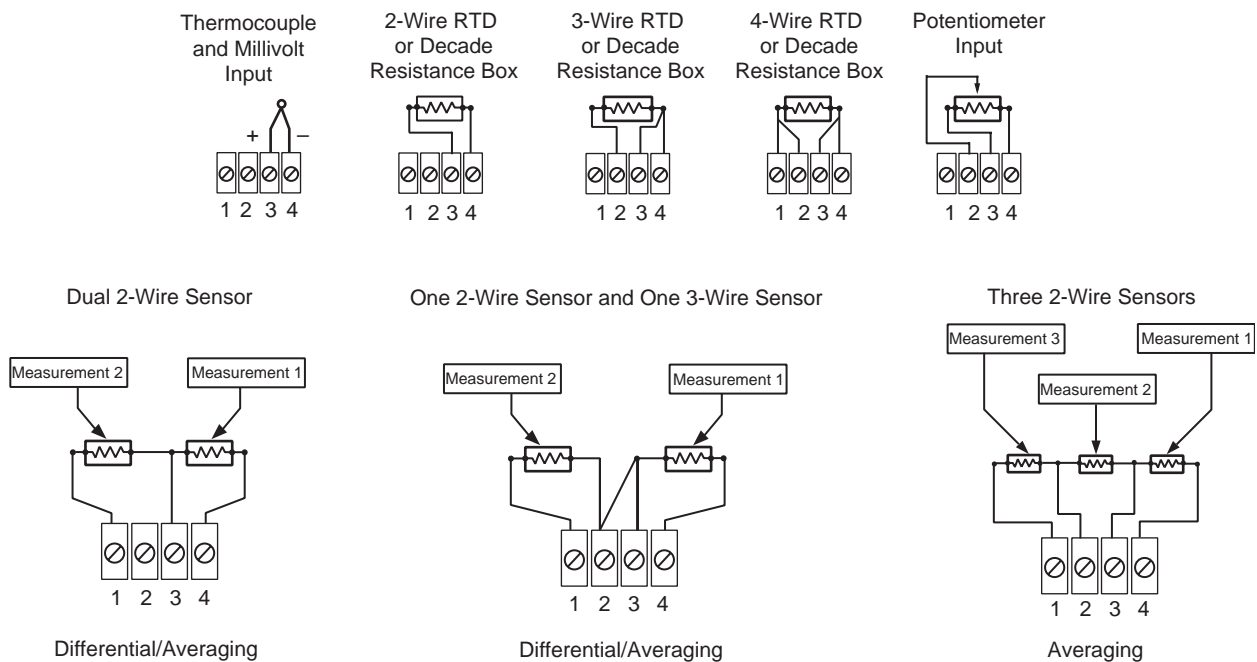 Thermocouple
and Millivolt
Input
2-Wire RTD
or Decade
Resistance Box
3-Wire RTD
or Decade
Resistance Box
4-Wire RTD
or Decade
Resistance Box
Potentiometer
Input
+ –
1 2 3 4
1 2 3 4
1 2 3 4
1 2 3 4
1 2 3 4
Dual 2-Wire Sensor
Measurement 2
Measurement 1
1 2 3 4
Differential/Averaging
One 2-Wire Sensor and One 3-Wire Sensor
Measurement 2
Measurement 1
1 2 3 4
Differential/Averaging
Three 2-Wire Sensors
Measurement 3
Measurement 1
Measurement 2
1 2 3 4
Averaging